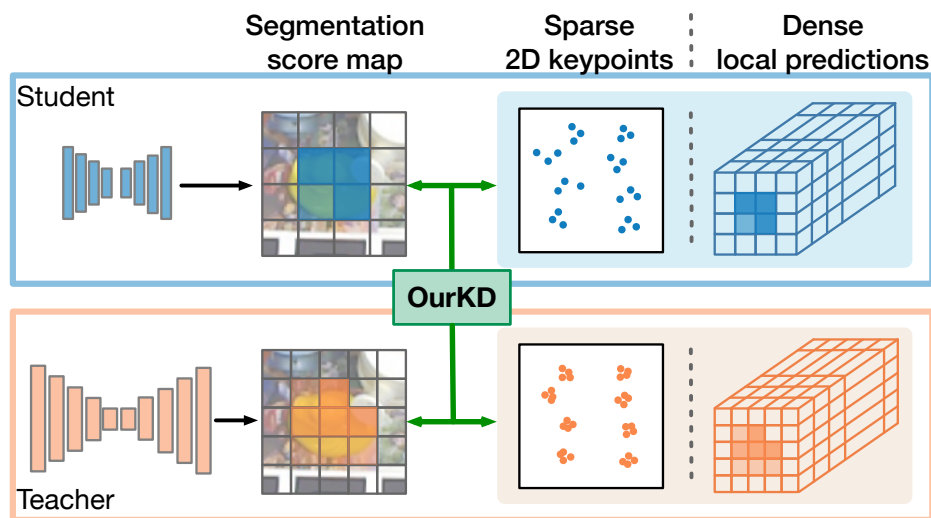 Segmentation
score map
Sparse
2D keypoints
Dense
local predictions
Student
OurKD
Teacher